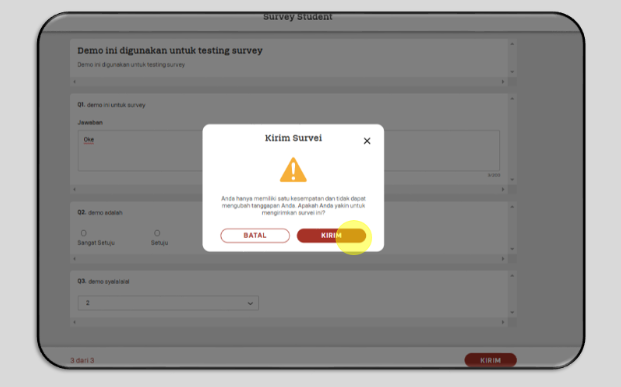 Survey Student
Demo ini digunakan untuk testing survey
Demo ini digunakan untuk testing survey
Q1. demo ini untuk survey
Jawaban
Oke
Kirim Survei
Anda hanya memiliki satu kesempatan dan tidak dapat
mengubah tanggapan Anda. Apakah Anda yakin untuk
mengirimkan survei ini?
BATAL
KIRIM
Q2. demo adalah
Sangat Setuju
Setuju
Q3. demo
2
3 dari 3
KIRIM